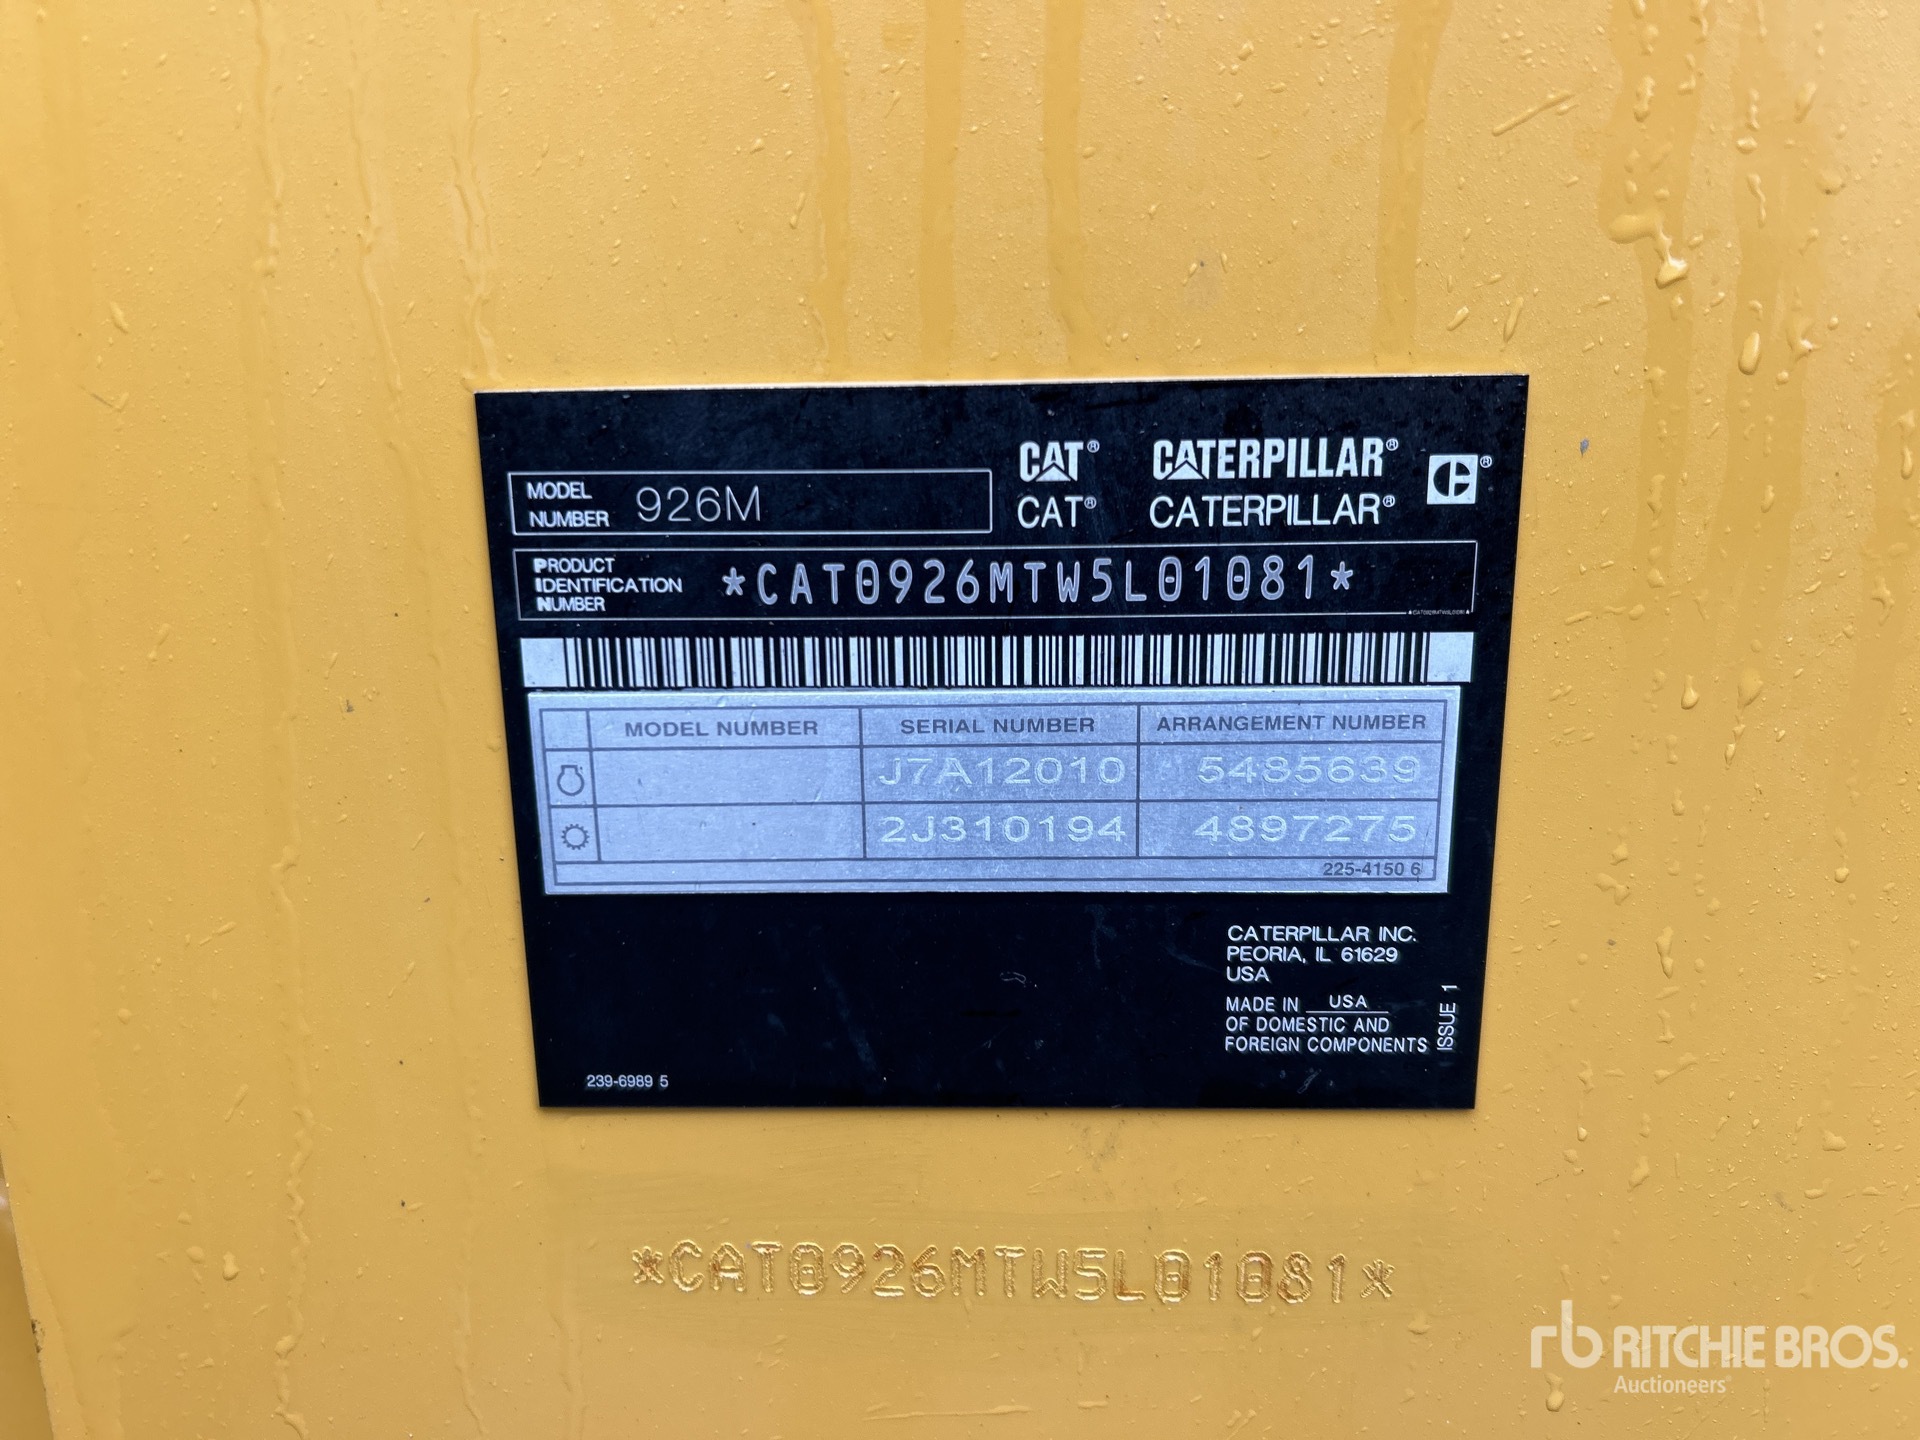 CAT® CATERPILLAR®
MODEL NUMBER 926M
CAT® CATERPILLAR®
PRODUCT IDENTIFICATION NUMBER *CAT0926MTW5L01081*
*CAT0926MTW5L01081*
MODEL NUMBER SERIAL NUMBER ARRANGEMENT NUMBER
J7A12010 5485639
2J310194 4897275
225-4150 6
CATERPILLAR INC.
PEORIA, IL 61629
USA
MADE IN USA
OF DOMESTIC AND
FOREIGN COMPONENTS
ISSUE 1
239-6989 5
*CAT0926MTW5L01081*
rb RITCHIE BROS.
Auctioneers